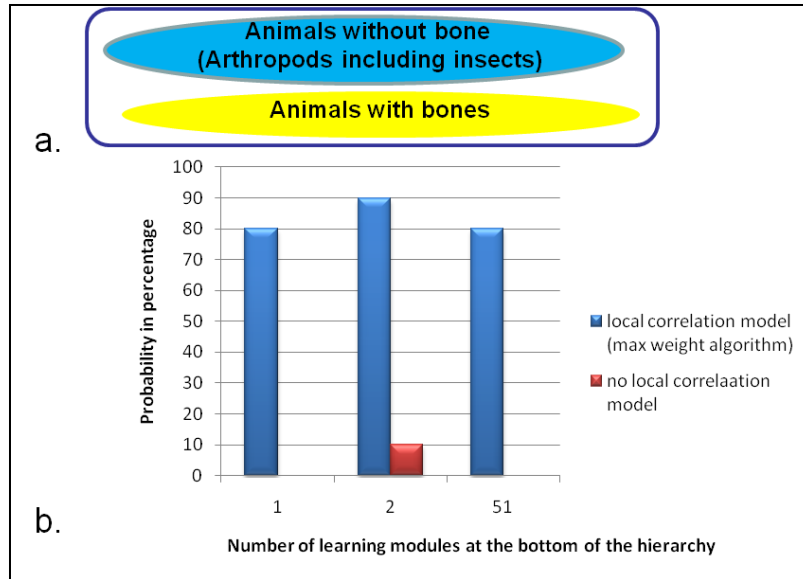 Animals without bone
(Arthropods including insects)
Animals with bones
a.
100
90
80
70
60
50
40
30
20
10
0
Probability in percentage
1 2 51
local correlation model
(max weight algorithm)
no local correlaation
model
b.
Number of learning modules at the bottom of the hierarchy